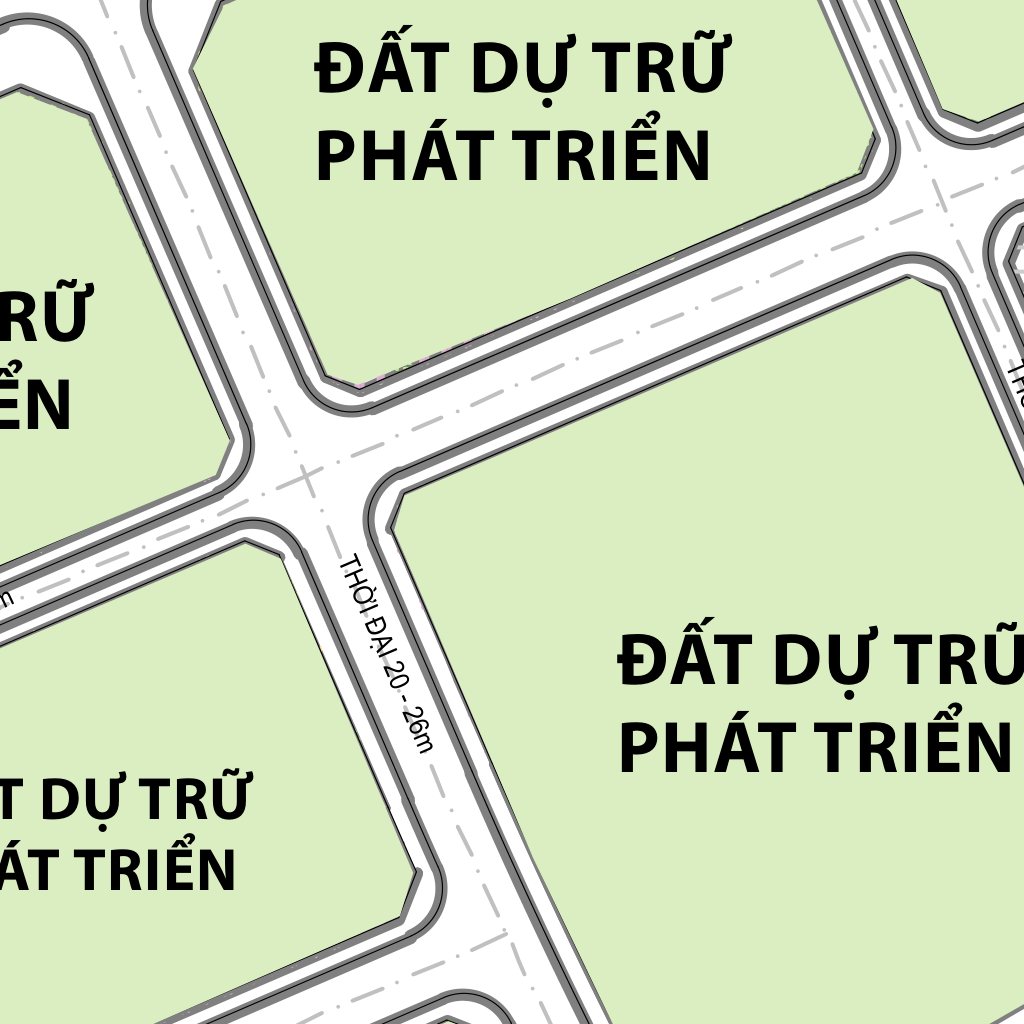 ĐẤT DỰ TRỮ
PHÁT TRIỂN
RỮ
ỂN
THỜI ĐẠI 20 - 26m
ĐẤT DỰ TRỮ
PHÁT TRIỂN
T DỰ TRỮ
ÁT TRIỂN
m